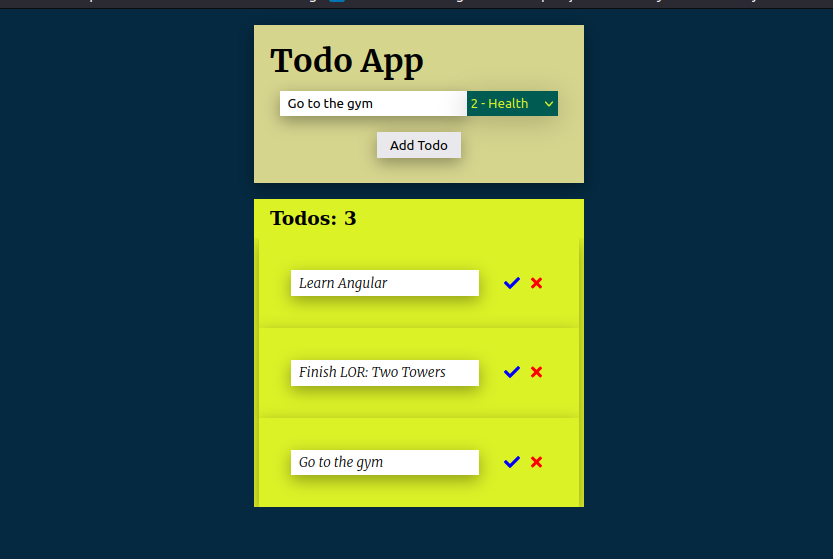 Todo App
Go to the gym 2 - Health
Add Todo
Todos: 3
Learn Angular
Finish LOR: Two Towers
Go to the gym